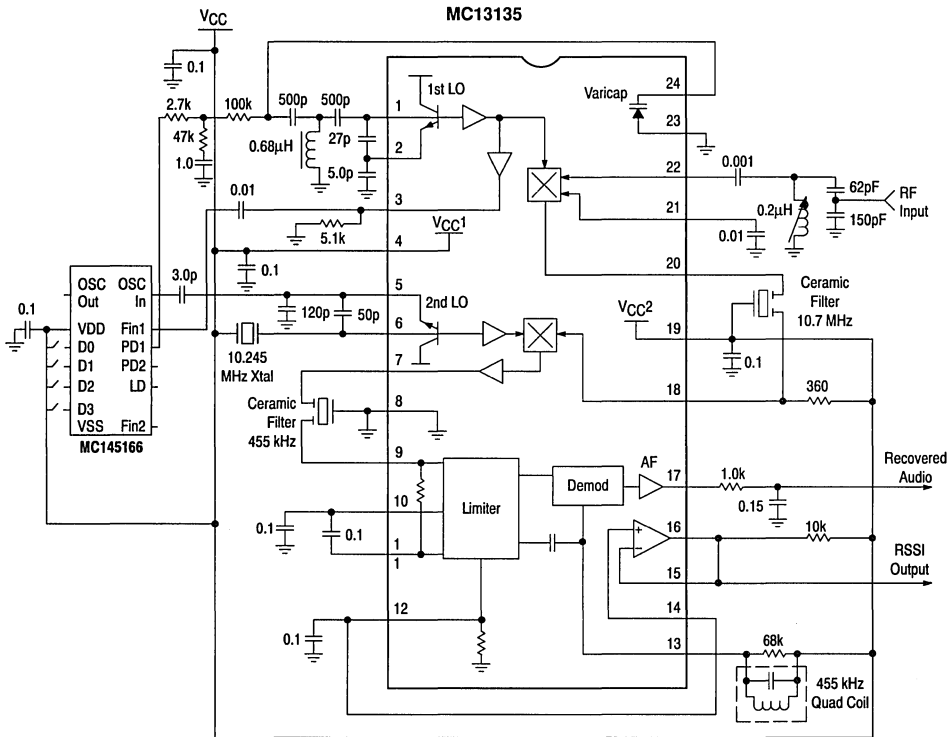 MC13135
VCC
0.1
2.7k
100k
500p
500p
47k
1.0
0.68µH
27p
5.0p
0.01
5.1k
0.1
1
2
3
4
1st LO
VCC1
Varicap
24
23
22
21
20
0.001
0.01
0.2µH
62pF
150pF
RF
Input
OSC
Out
OSC
In
VDD
Fin1
D0
PD1
D1
PD2
D2
LD
D3
VSS
Fin2
MC145166
0.1
3.0p
120p
50p
10.245
MHz Xtal
5
6
7
8
2nd LO
VCC2
19
0.1
18
Ceramic
Filter
10.7 MHz
360
Ceramic
Filter
455 kHz
9
10
1
1
12
0.1
0.1
0.1
Limiter
Demod
AF
17
16
15
14
13
1.0k
0.15
Recovered
Audio
10k
RSSI
Output
68k
455 kHz
Quad Coil